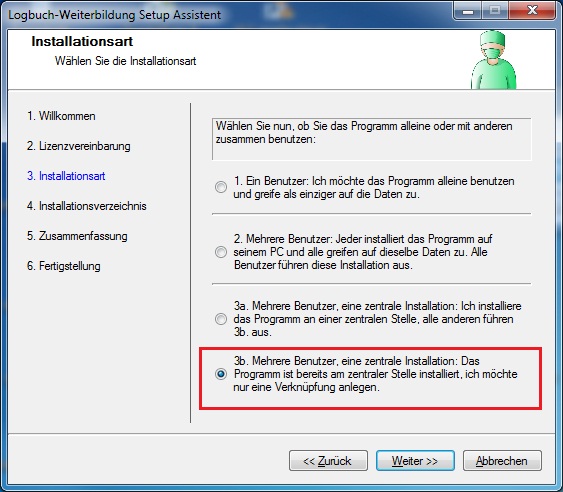 Logbuch-Weiterbildung Setup Assistent
Installationsart
Wählen Sie die Installationsart
1. Willkommen
2. Lizenzvereinbarung
3. Installationsart
4. Installationsverzeichnis
5. Zusammenfassung
6. Fertigstellung
Wählen Sie nun, ob Sie das Programm alleine oder mit anderen
zusammen benutzen:
1. Ein Benutzer: Ich möchte das Programm alleine benutzen
und greife als einziger auf die Daten zu.
2. Mehrere Benutzer: Jeder installiert das Programm auf
seinem PC und alle greifen auf dieselbe Daten zu. Alle
Benutzer führen diese Installation aus.
3a. Mehrere Benutzer, eine zentrale Installation: Ich installiere
das Programm an einer zentralen Stelle, alle anderen führen
3b. aus.
3b. Mehrere Benutzer, eine zentrale Installation: Das
Programm ist bereits am zentraler Stelle installiert, ich möchte
nur eine Verknüpfung anlegen.
<< Zurück
Weiter >>
Abbrechen